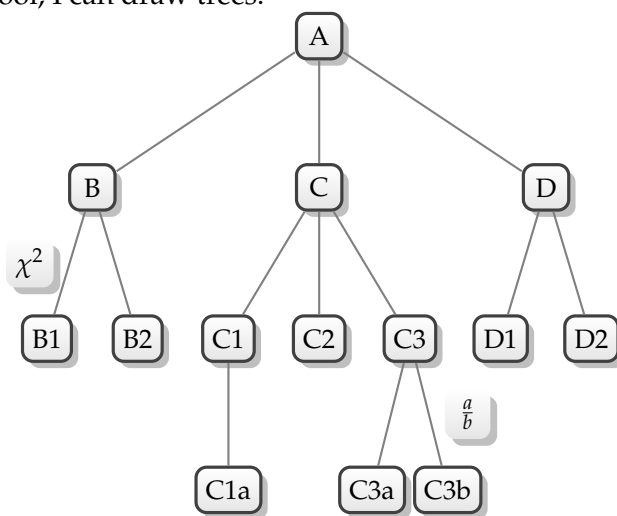 ool, I can draw trees:
A
B C D
χ²
B1 B2 C1 C2 C3 D1 D2
a/b
C1a C3a C3b